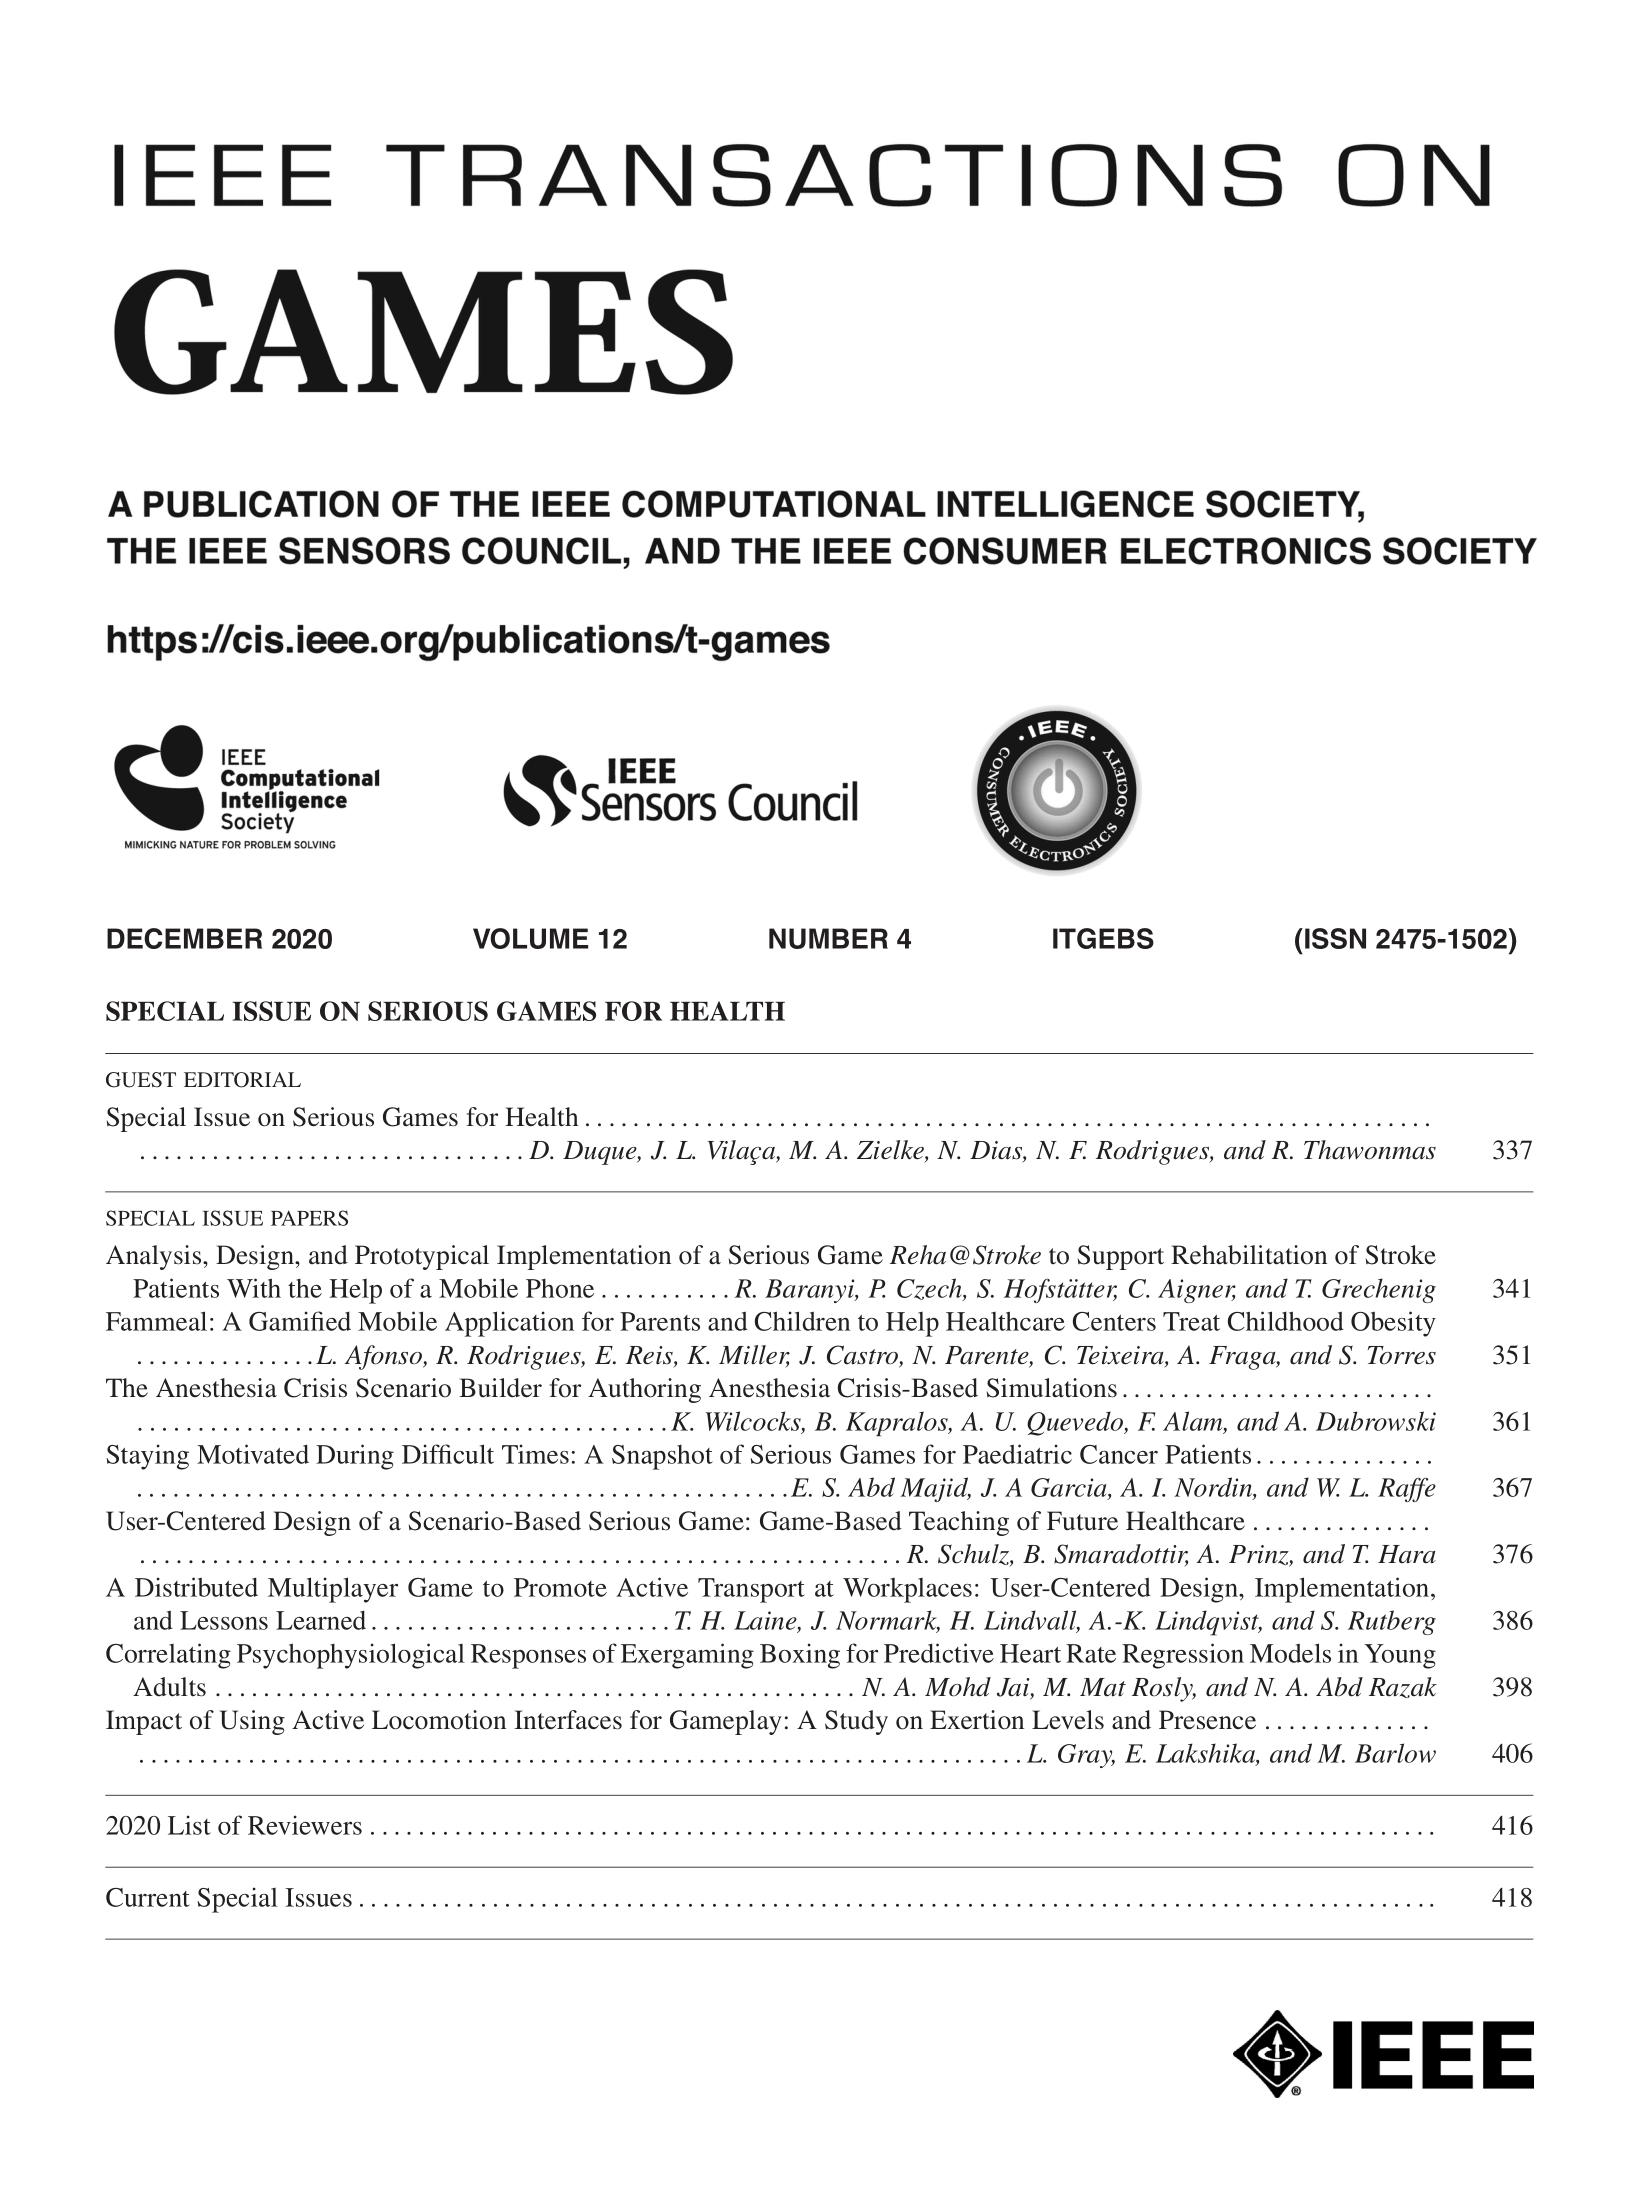 IEEE TRANSACTIONS ON
GAMES
A PUBLICATION OF THE IEEE COMPUTATIONAL INTELLIGENCE SOCIETY,
THE IEEE SENSORS COUNCIL, AND THE IEEE CONSUMER ELECTRONICS SOCIETY
https://cis.ieee.org/publications/t-games
IEEE
Computational
Intelligence
Society
MIMICKING NATURE FOR PROBLEM SOLVING
IEEE
Sensors Council
· IEEE ·
CONSUMER ELECTRONICS SOCIETY
DECEMBER 2020 VOLUME 12 NUMBER 4 ITGEBS (ISSN 2475-1502)
SPECIAL ISSUE ON SERIOUS GAMES FOR HEALTH
GUEST EDITORIAL
Special Issue on Serious Games for Health
D. Duque, J. L. Vilaça, M. A. Zielke, N. Dias, N. F. Rodrigues, and R. Thawonmas 337
SPECIAL ISSUE PAPERS
Analysis, Design, and Prototypical Implementation of a Serious Game Reha@Stroke to Support Rehabilitation of Stroke
Patients With the Help of a Mobile Phone R. Baranyi, P. Czech, S. Hofstätter, C. Aigner, and T. Grechenig 341
Fammeal: A Gamified Mobile Application for Parents and Children to Help Healthcare Centers Treat Childhood Obesity
L. Afonso, R. Rodrigues, E. Reis, K. Miller, J. Castro, N. Parente, C. Teixeira, A. Fraga, and S. Torres 351
The Anesthesia Crisis Scenario Builder for Authoring Anesthesia Crisis-Based Simulations
K. Wilcocks, B. Kapralos, A. U. Quevedo, F. Alam, and A. Dubrowski 361
Staying Motivated During Difficult Times: A Snapshot of Serious Games for Paediatric Cancer Patients
E. S. Abd Majid, J. A Garcia, A. I. Nordin, and W. L. Raffe 367
User-Centered Design of a Scenario-Based Serious Game: Game-Based Teaching of Future Healthcare
R. Schulz, B. Smaradottir, A. Prinz, and T. Hara 376
A Distributed Multiplayer Game to Promote Active Transport at Workplaces: User-Centered Design, Implementation,
and Lessons Learned T. H. Laine, J. Normark, H. Lindvall, A.-K. Lindqvist, and S. Rutberg 386
Correlating Psychophysiological Responses of Exergaming Boxing for Predictive Heart Rate Regression Models in Young
Adults N. A. Mohd Jai, M. Mat Rosly, and N. A. Abd Razak 398
Impact of Using Active Locomotion Interfaces for Gameplay: A Study on Exertion Levels and Presence
L. Gray, E. Lakshika, and M. Barlow 406
2020 List of Reviewers 416
Current Special Issues 418
IEEE
®